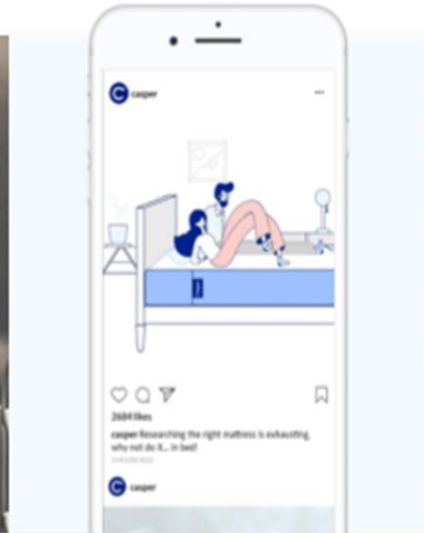 casper
2684 likes
casper Researching the right mattress is exhausting,
why not do it... in bed!
casper